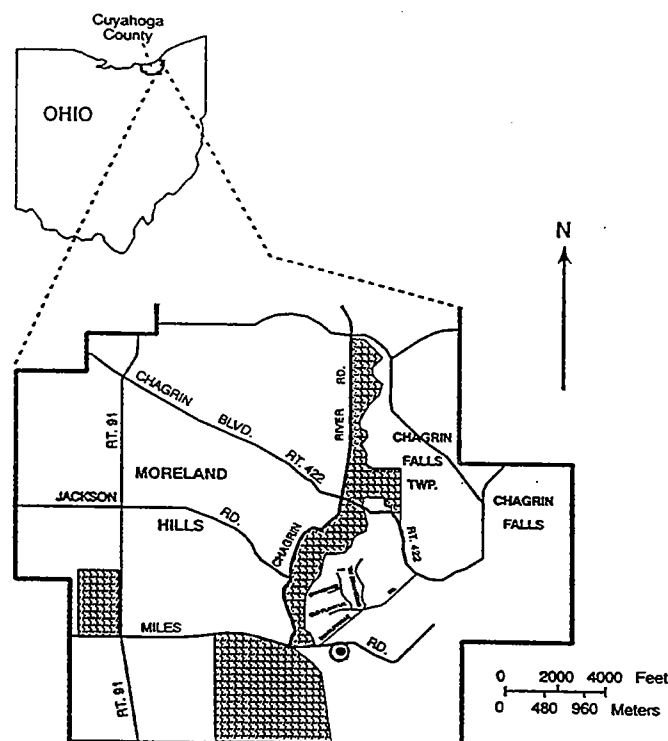 Cuyahoga
County
OHIO
N
CHAGRIN
BLVD.
RT. 422
RT. 91
RIVER
RD.
CHAGRIN
FALLS
TWP.
MORELAND
HILLS
JACKSON
RD.
CHAGRIN
RT. 422
CHAGRIN
FALLS
MILES
RD.
RT. 91
0 2000 4000 Feet
0 480 960 Meters